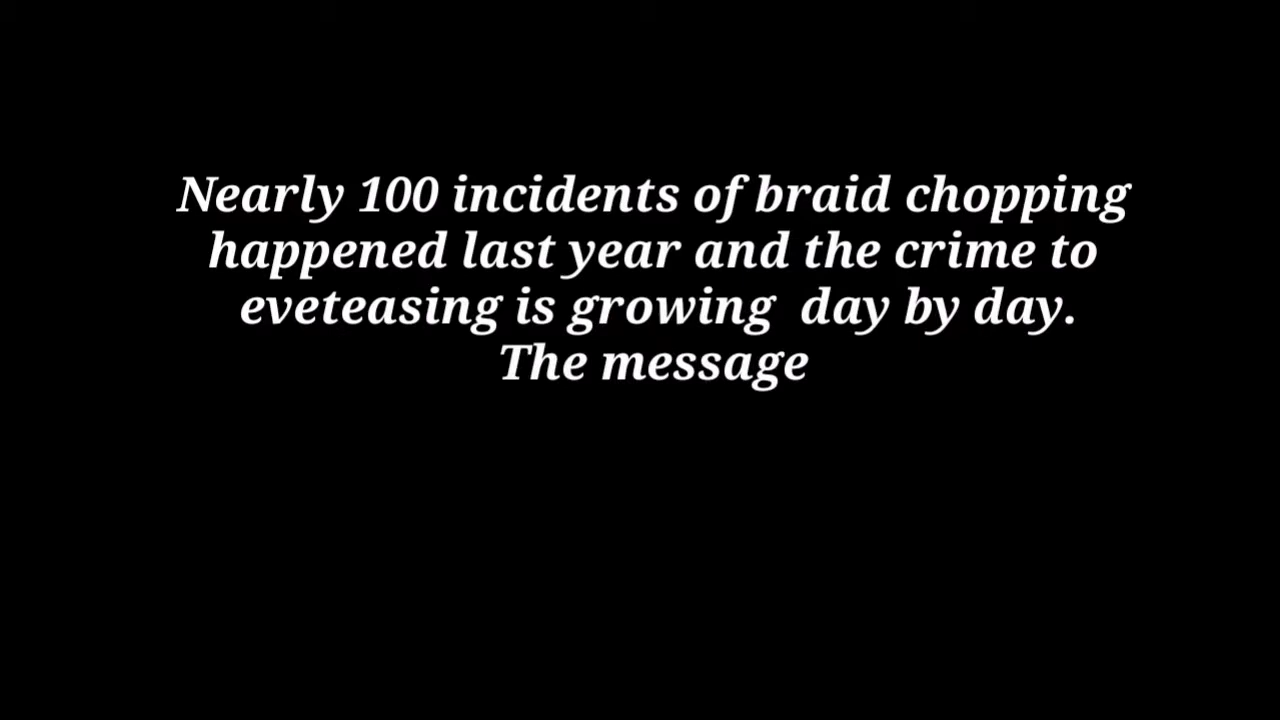 Nearly 100 incidents of braid chopping
happened last year and the crime to
eveteasing is growing  day by day.
The message